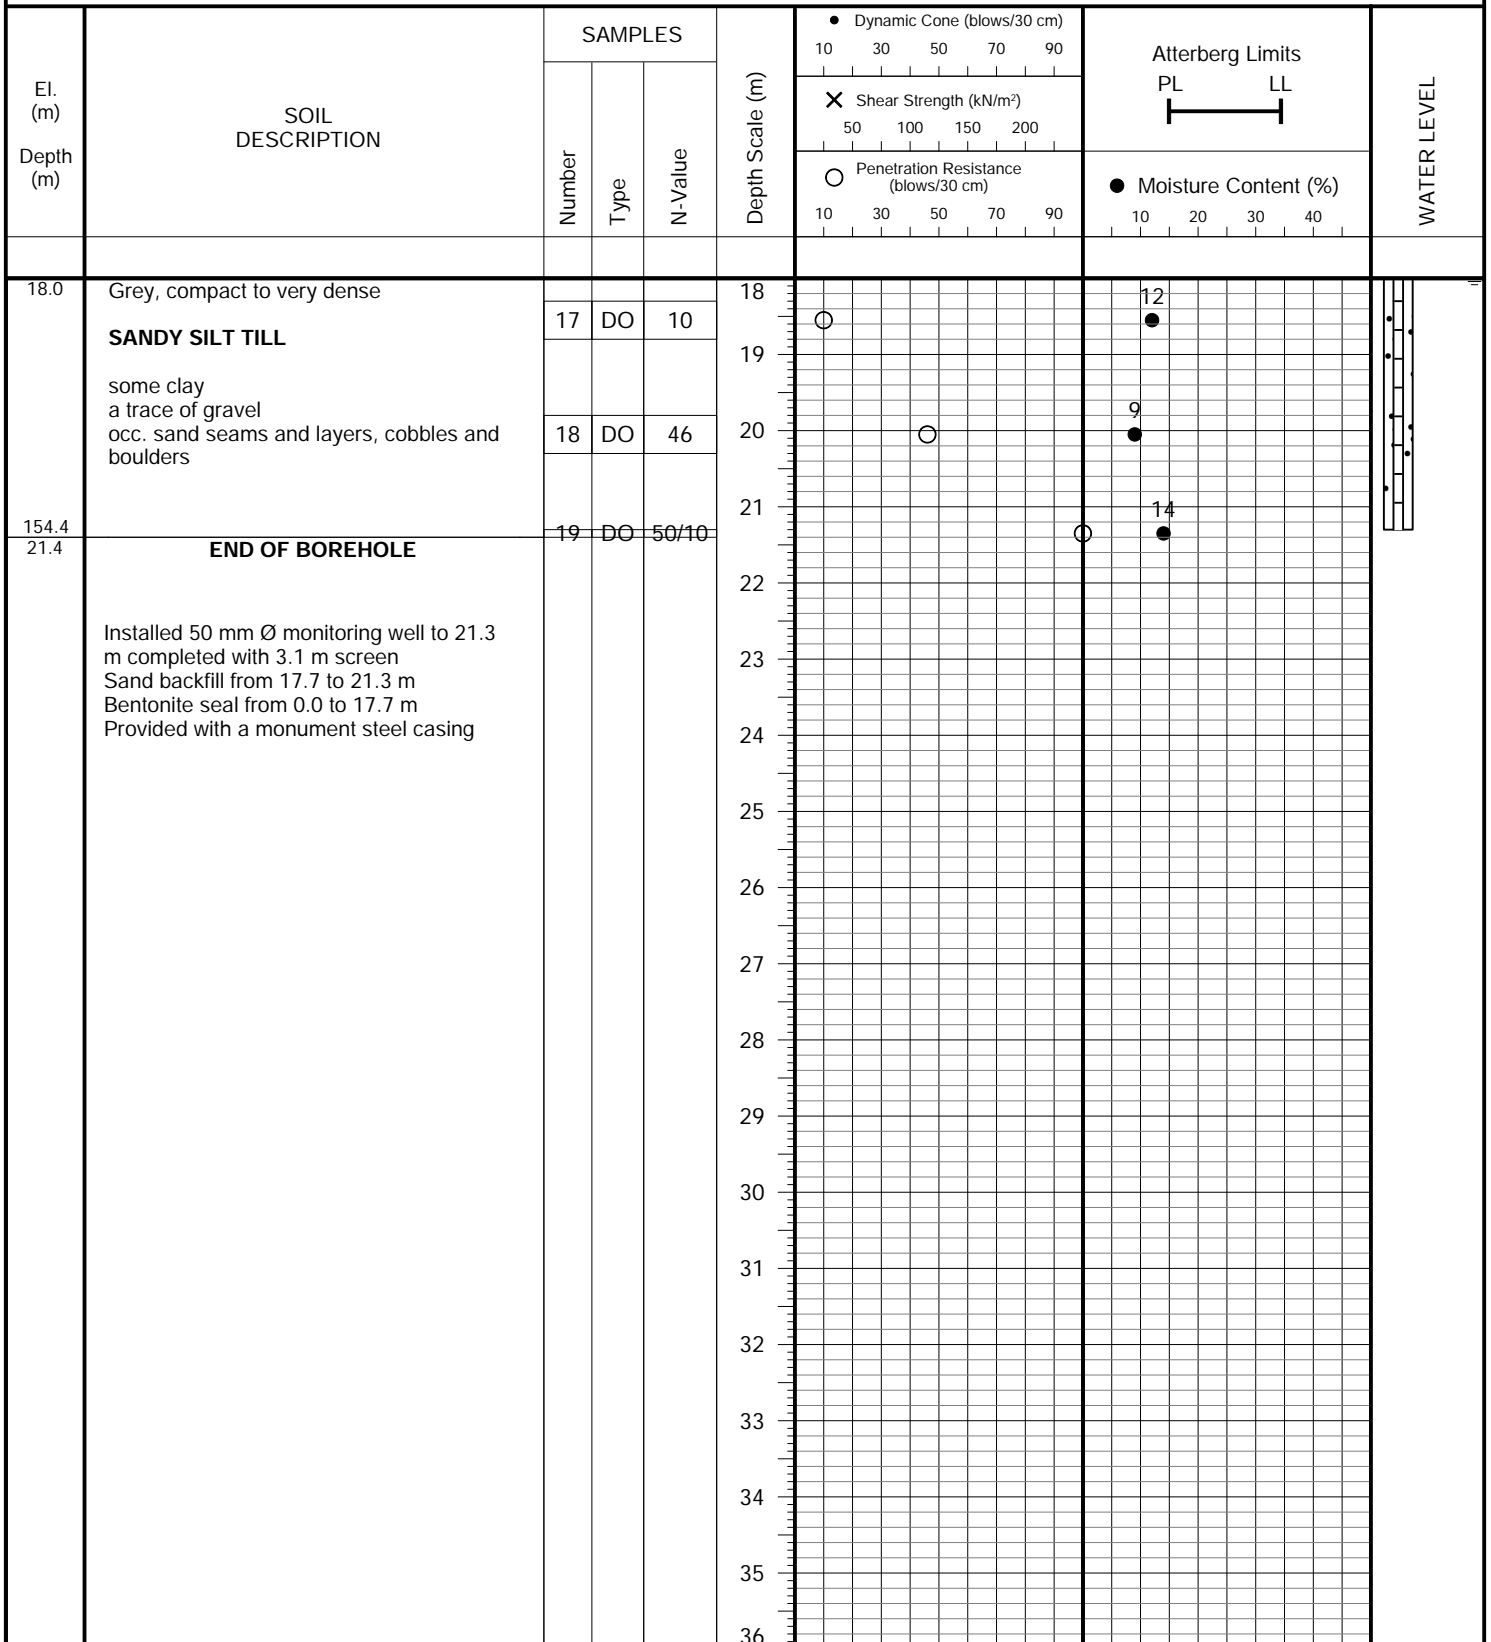 El.
(m)
Depth
(m)
SOIL
DESCRIPTION
SAMPLES
Number
Type
N-Value
Depth Scale (m)
Dynamic Cone (blows/30 cm)
10 30 50 70 90
Shear Strength (kN/m²)
50 100 150 200
Penetration Resistance
(blows/30 cm)
10 30 50 70 90
Atterberg Limits
PL LL
Moisture Content (%)
10 20 30 40
WATER LEVEL
18.0 Grey, compact to very dense
SANDY SILT TILL
some clay
a trace of gravel
occ. sand seams and layers, cobbles and
boulders
17 DO 10
18 DO 46
19 DO 50/10
154.4
21.4
END OF BOREHOLE
Installed 50 mm Ø monitoring well to 21.3
m completed with 3.1 m screen
Sand backfill from 17.7 to 21.3 m
Bentonite seal from 0.0 to 17.7 m
Provided with a monument steel casing
18
19
20
21
22
23
24
25
26
27
28
29
30
31
32
33
34
35
36
12
9
14